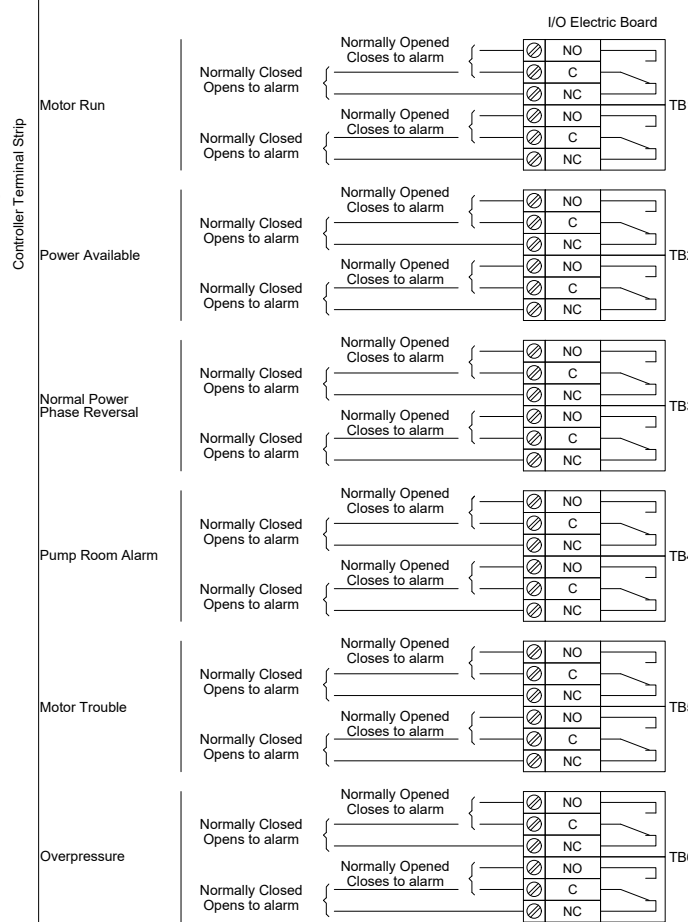 I/O Electric Board
Controller Terminal Strip
Motor Run
Normally Opened
Closes to alarm
Normally Closed
Opens to alarm
Normally Opened
Closes to alarm
Normally Closed
Opens to alarm
NO
C
NC
NO
C
NC
TB
Power Available
Normally Opened
Closes to alarm
Normally Closed
Opens to alarm
Normally Opened
Closes to alarm
Normally Closed
Opens to alarm
NO
C
NC
NO
C
NC
TB2
Normal Power
Phase Reversal
Normally Opened
Closes to alarm
Normally Closed
Opens to alarm
Normally Opened
Closes to alarm
Normally Closed
Opens to alarm
NO
C
NC
NO
C
NC
TB3
Pump Room Alarm
Normally Opened
Closes to alarm
Normally Closed
Opens to alarm
Normally Opened
Closes to alarm
Normally Closed
Opens to alarm
NO
C
NC
NO
C
NC
TB4
Motor Trouble
Normally Opened
Closes to alarm
Normally Closed
Opens to alarm
Normally Opened
Closes to alarm
Normally Closed
Opens to alarm
NO
C
NC
NO
C
NC
TB5
Overpressure
Normally Opened
Closes to alarm
Normally Closed
Opens to alarm
Normally Opened
Closes to alarm
Normally Closed
Opens to alarm
NO
C
NC
NO
C
NC
TB6